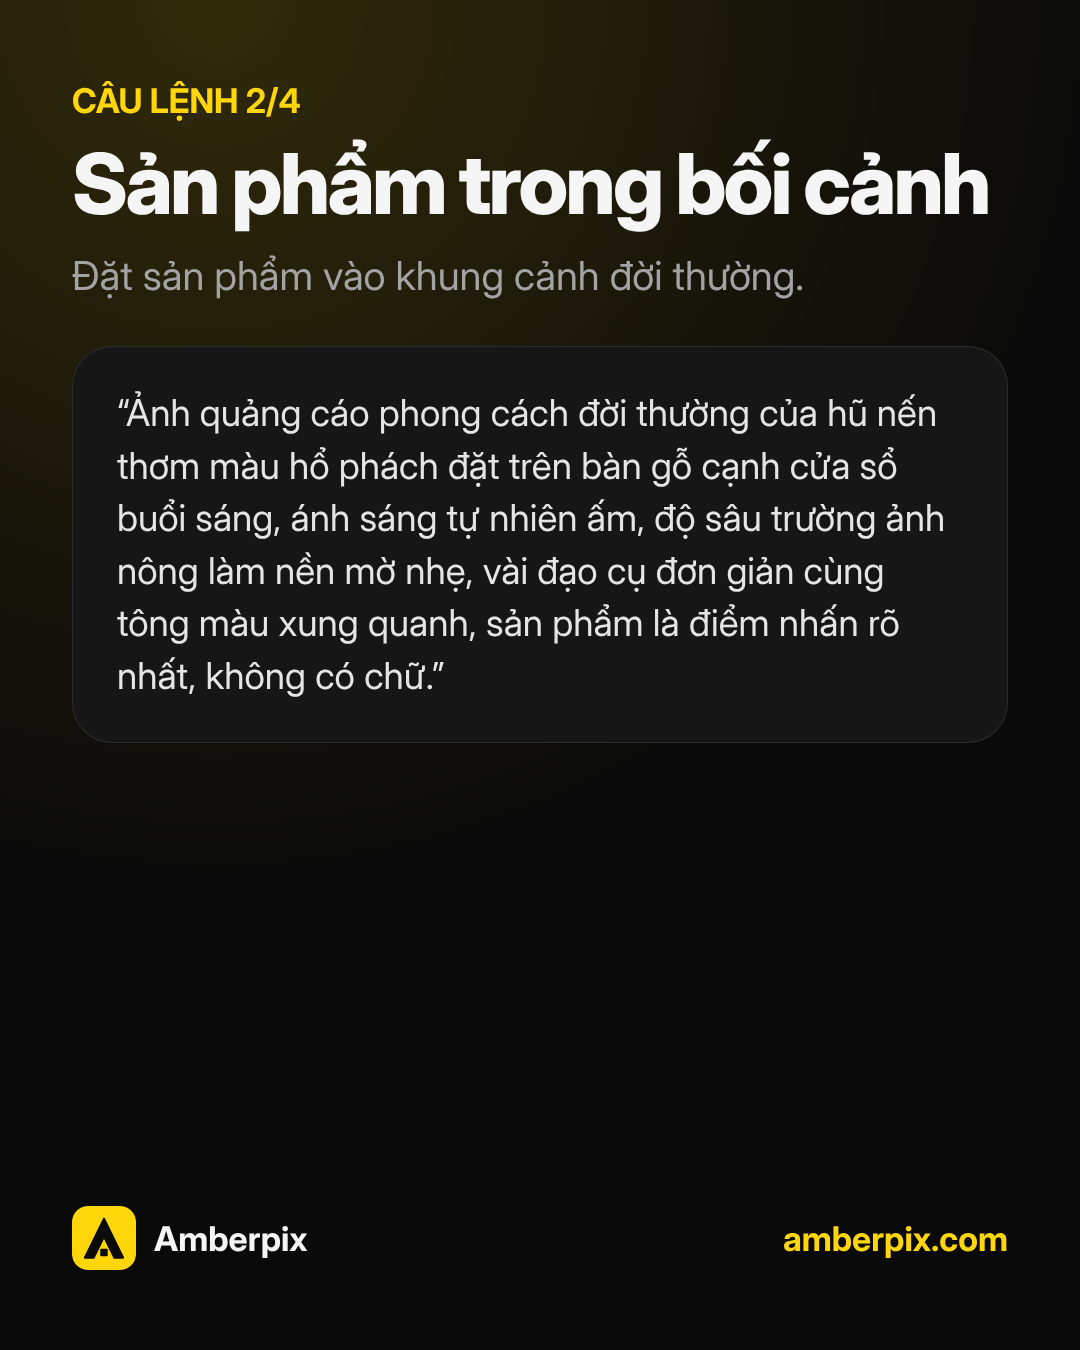 CÂU LỆNH 2/4
Sản phẩm trong bối cảnh
Đặt sản phẩm vào khung cảnh đời thường.
“Ảnh quảng cáo phong cách đời thường của hũ nến
thơm màu hổ phách đặt trên bàn gỗ cạnh cửa sổ
buổi sáng, ánh sáng tự nhiên ấm, độ sâu trường ảnh
nông làm nền mờ nhẹ, vài đạo cụ đơn giản cùng
tông màu xung quanh, sản phẩm là điểm nhấn rõ
nhất, không có chữ.”
Amberpix
amberpix.com